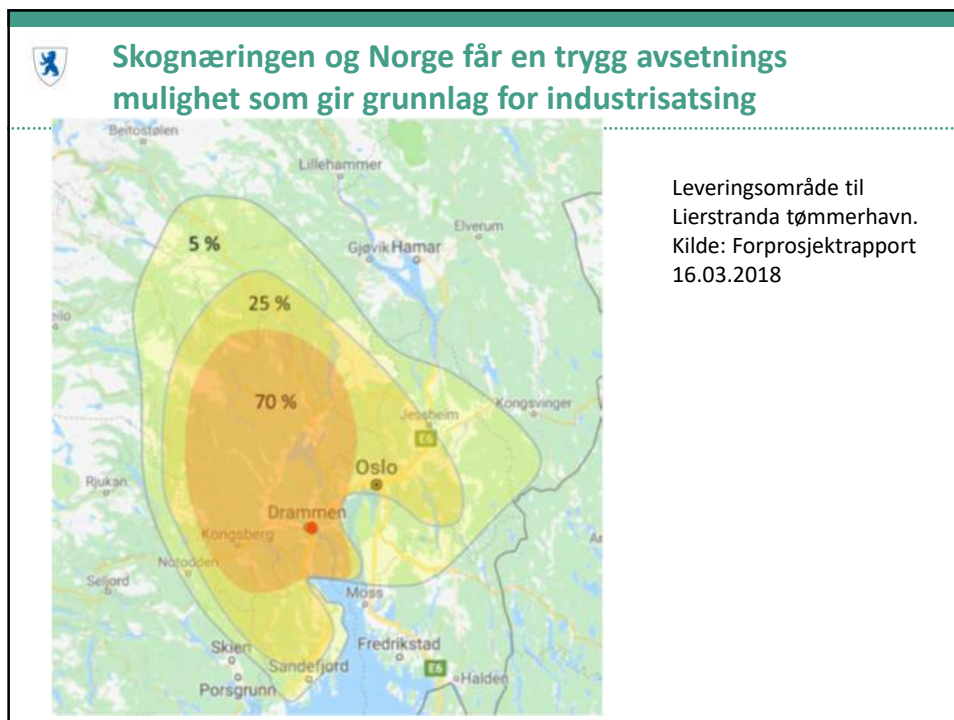 Skognæringen og Norge får en trygg avsetnings
mulighet som gir grunnlag for industrisatsing
Beitostølen
Lillehammer
Elverum
Gjøvik Hamar
5 %
25 %
70 %
Kongsvinger
Jessheim
E6
Oslo
Rjukan
Drammen
Kongsberg
Notodden
Seljord
Moss
Skien
Fredrikstad
Sandefjord
E6
Halden
Porsgrunn
Leveringsområde til
Lierstranda tømmerhavn.
Kilde: Forprosjektrapport
16.03.2018